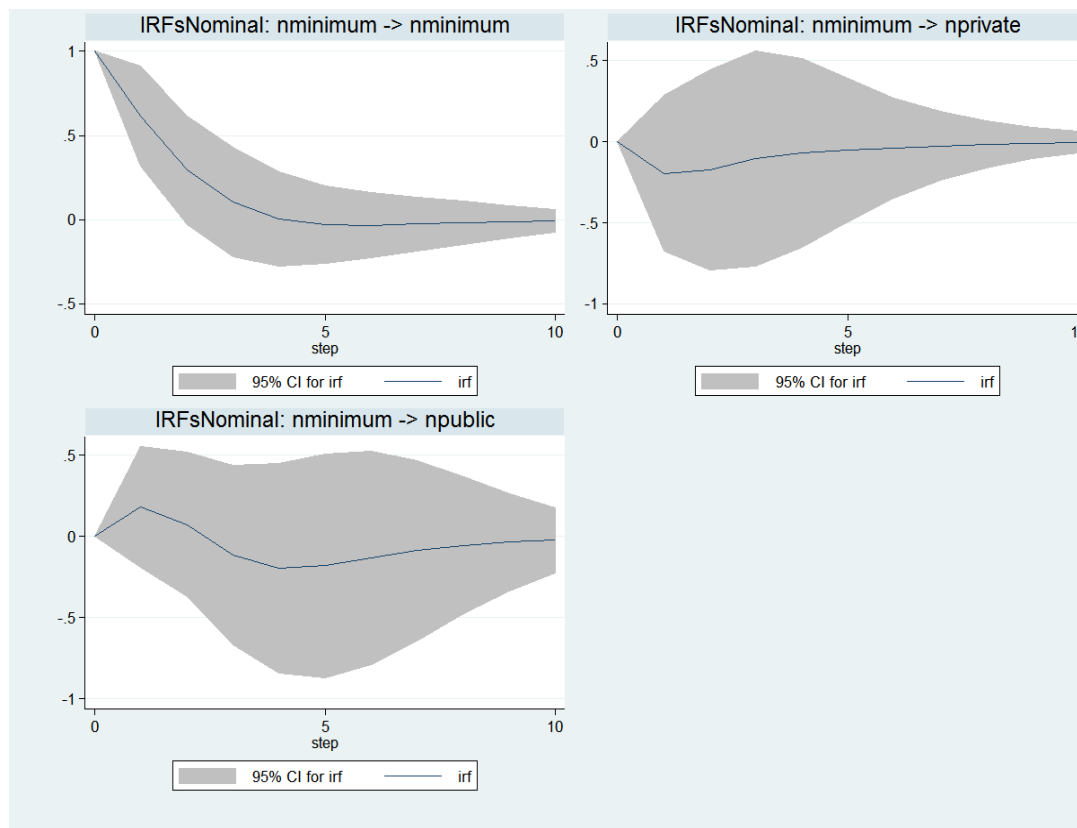 IRFsNominal: nminimum -> nminimum
1
.5
0
-.5
0
5
10
step
95% CI for irf
irf
IRFsNominal: nminimum -> nprivate
.5
0
-.5
-1
0
5
1
step
95% CI for irf
irf
IRFsNominal: nminimum -> npublic
.5
0
-.5
-1
0
5
10
step
95% CI for irf
irf